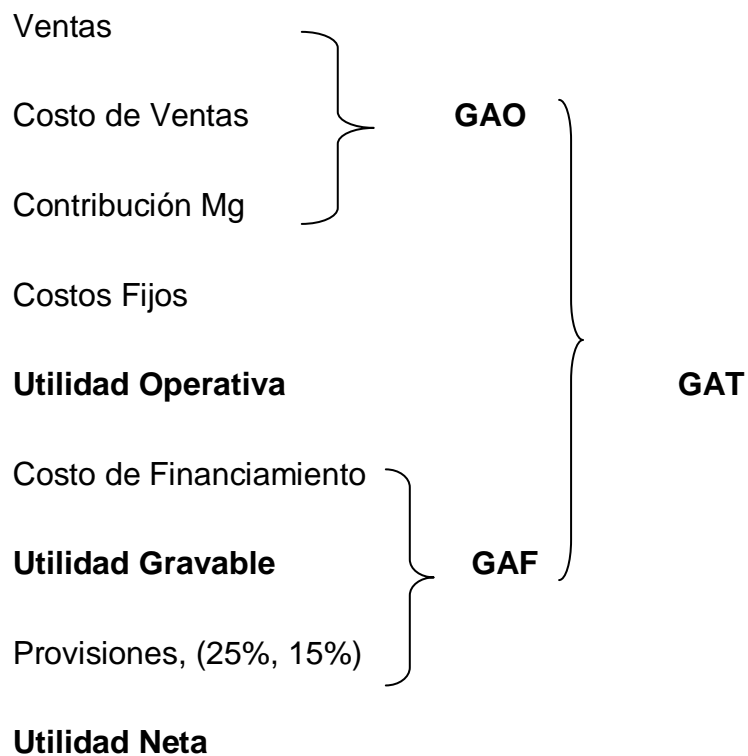 Ventas
Costo de Ventas GAO
Contribución Mg
Costos Fijos
Utilidad Operativa GAT
Costo de Financiamiento
Utilidad Gravable GAF
Provisiones, (25%, 15%)
Utilidad Neta